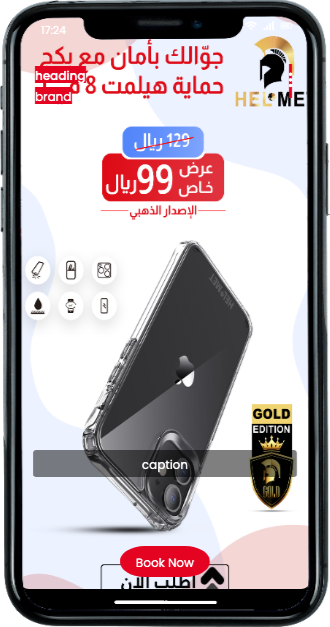 17:24
جوّالك بأمان مع بكج
heading
حماية هيلمت 8
brand
HELME
129 ريال
عرض خاص 99 ريال
الإصدار الذهبي
GOLD
EDITION
GOLD
caption
Book Now
اطلب الآن